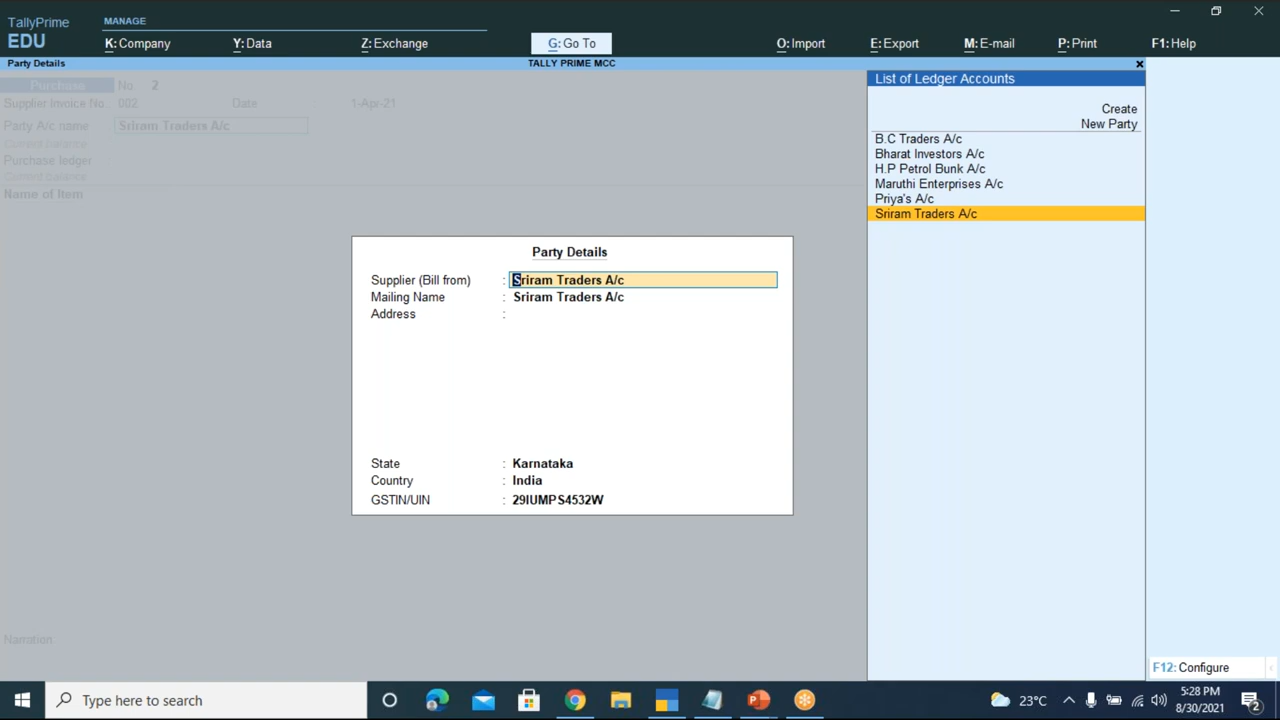 TallyPrime
EDU
MANAGE
K: Company
Y: Data
Z: Exchange
G: Go To
O: Import
E: Export
M: E-mail
P: Print
F1: Help
Party Details
TALLY PRIME MCC
Purchase No. 2
Supplier Invoice No.. 002 Date 1-Apr-21
Party A/c name Sriram Traders A/c
Current balance
Purchase ledger
Current balance
Name of Item
Party Details
Supplier (Bill from) : Sriram Traders A/c
Mailing Name : Sriram Traders A/c
Address :
State : Karnataka
Country : India
GSTIN/UIN : 29IUMPS4532W
Narration
List of Ledger Accounts
Create
New Party
B.C Traders A/c
Bharat Investors A/c
H.P Petrol Bunk A/c
Maruthi Enterprises A/c
Priya's A/c
Sriram Traders A/c
F12: Configure
Type here to search
23°C
5:28 PM
8/30/2021
2